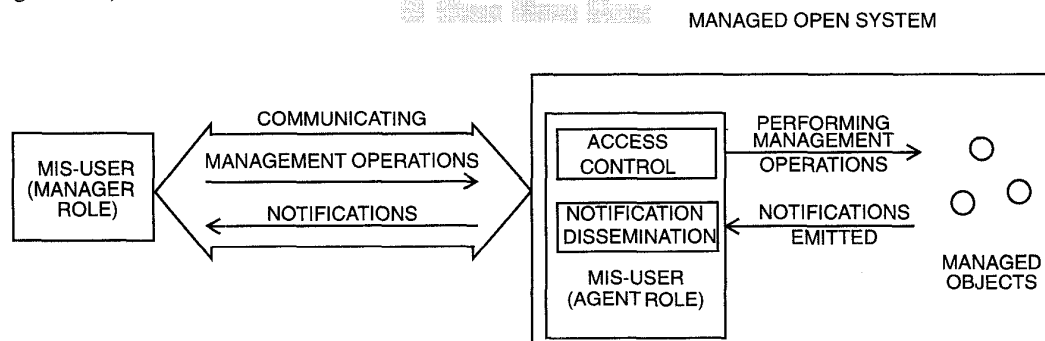 MANAGED OPEN SYSTEM
COMMUNICATING
MANAGEMENT OPERATIONS
NOTIFICATIONS
MIS-USER
(MANAGER
ROLE)
ACCESS
CONTROL
NOTIFICATION
DISSEMINATION
MIS-USER
(AGENT ROLE)
PERFORMING
MANAGEMENT
OPERATIONS
NOTIFICATIONS
EMITTED
MANAGED
OBJECTS